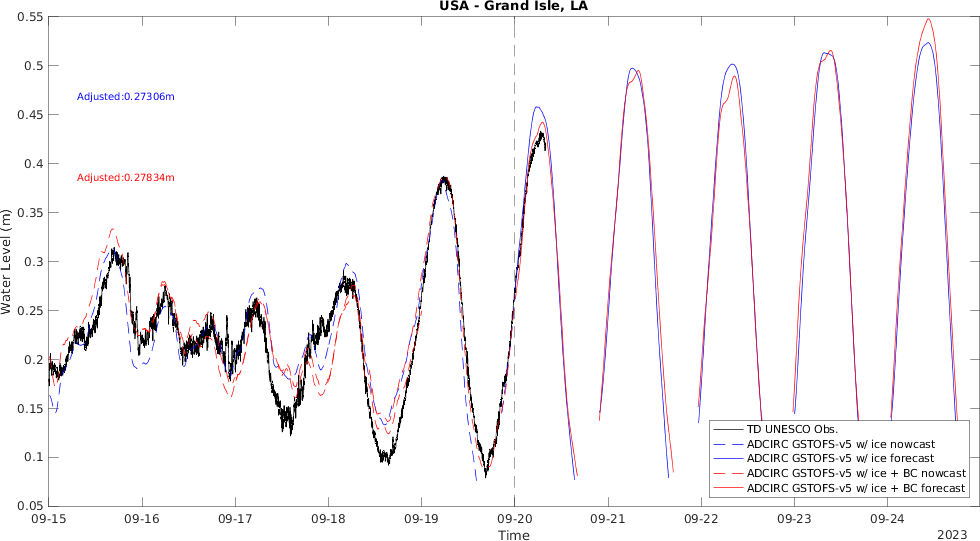 USA - Grand Isle, LA
0.55
0.5
0.45
0.4
0.35
0.3
0.25
0.2
0.15
0.1
0.05
Water Level (m)
Adjusted:0.27306m
Adjusted:0.27834m
TD UNESCO Obs.
ADCIRC GSTOFS-v5 w/ ice nowcast
ADCIRC GSTOFS-v5 w/ ice forecast
ADCIRC GSTOFS-v5 w/ ice + BC nowcast
ADCIRC GSTOFS-v5 w/ ice + BC forecast
09-15 09-16 09-17 09-18 09-19 09-20 09-21 09-22 09-23 09-24
Time
2023